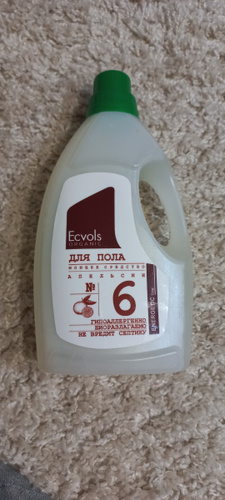 Ecvols
ORGANIC
ДЛЯ ПОЛА
МОЮЩЕЕ СРЕДСТВО
АПЕЛЬСИН
№ 6
ГИПОАЛЛЕРГЕННО
БИОРАЗЛАГАЕМО
НЕ ВРЕДИТ СЕПТИКУ